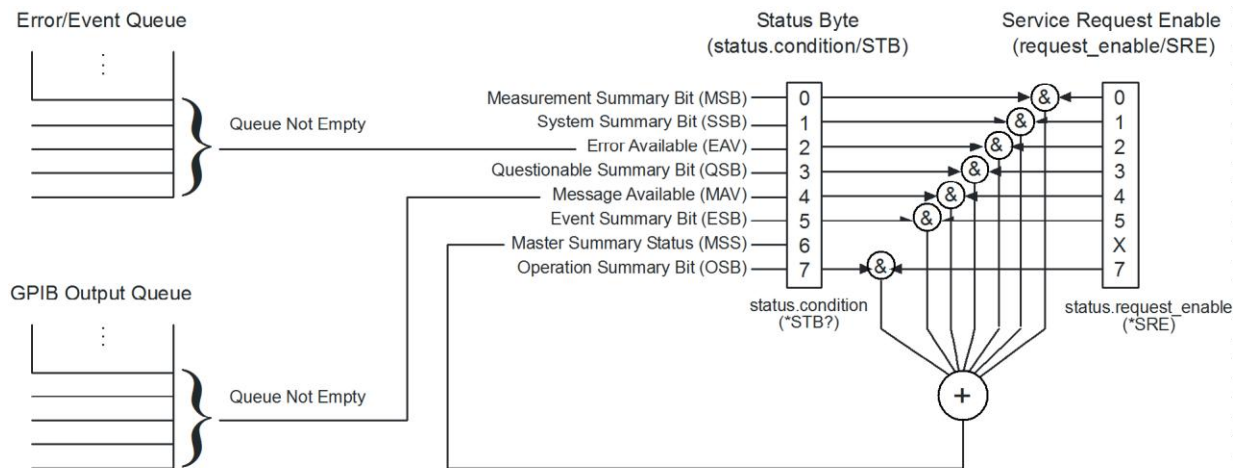 Error/Event Queue
Status Byte
(status.condition/STB)
Service Request Enable
(request_enable/SRE)
Queue Not Empty
Measurement Summary Bit (MSB)
System Summary Bit (SSB)
Error Available (EAV)
Questionable Summary Bit (QSB)
Message Available (MAV)
Event Summary Bit (ESB)
Master Summary Status (MSS)
Operation Summary Bit (OSB)
0
1
2
3
4
5
6
7
&
&
&
&
&
&
&
0
1
2
3
4
5
X
7
status.condition
(*STB?)
status.request_enable
(*SRE)
GPIB Output Queue
Queue Not Empty
+